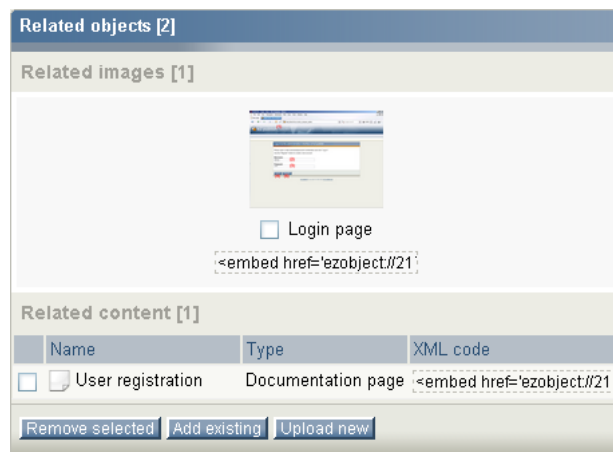 Related objects [2]
Related images [1]
Login page
<embed href='ezobject://21
Related content [1]
Name Type XML code
User registration Documentation page <embed href='ezobject://21
Remove selected Add existing Upload new